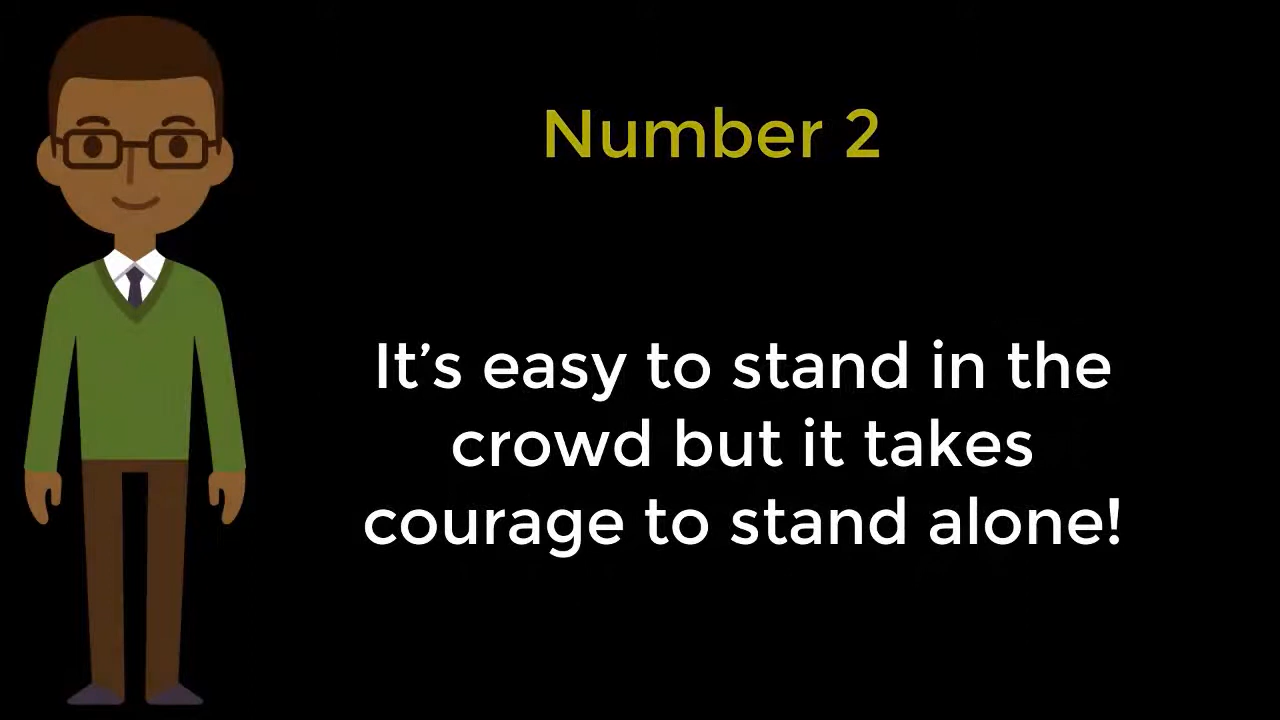 Number 2
It’s easy to stand in the
crowd but it takes
courage to stand alone!